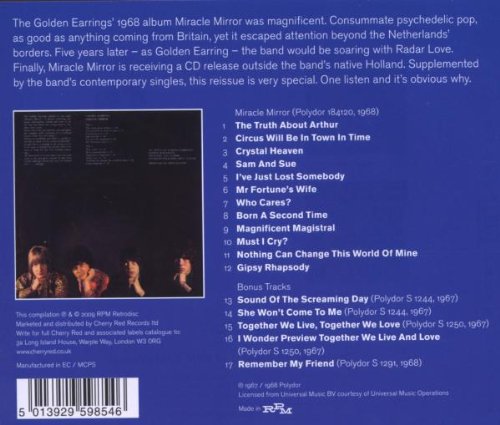 The Golden Earrings' 1968 album Miracle Mirror was magnificent. Consummate psychedelic pop,
as good as anything coming from Britain, yet it escaped attention beyond the Netherlands'
borders. Five years later – as Golden Earring – the band would be soaring with Radar Love.
Finally, Miracle Mirror is receiving a CD release outside the band's native Holland. Supplemented
by the band's contemporary singles, this reissue is very special. One listen and it's obvious why.
Miracle Mirror (Polydor 184120, 1968)
1 The Truth About Arthur
2 Circus Will Be In Town In Time
3 Crystal Heaven
4 Sam And Sue
5 I've Just Lost Somebody
6 Mr Fortune's Wife
7 Who Cares?
8 Born A Second Time
9 Magnificent Magistral
10 Must I Cry?
11 Nothing Can Change This World Of Mine
12 Gipsy Rhapsody
Bonus Tracks
13 Sound Of The Screaming Day (Polydor S 1244, 1967)
14 She Won't Come To Me (Polydor S 1244, 1967)
15 Together We Live, Together We Love (Polydor S 1250, 1967)
16 I Wonder Preview Together We Live And Love
(Polydor S 1250, 1967)
17 Remember My Friend (Polydor S 1291, 1968)
This compilation ℗ & © 2009 RPM Retrodisc
Marketed and distributed by Cherry Red Records ltd
Write for full Cherry Red and associated labels catalogue to:
3a Long Island House, Warple Way, London W3 0RG
www.cherryred.co.uk
Manufactured in EC / MCPS
5 013929 598546
℗ 1967 / 1968 Polydor
Licensed from Universal Music BV courtesy of Universal Music Operations
Made in RPM